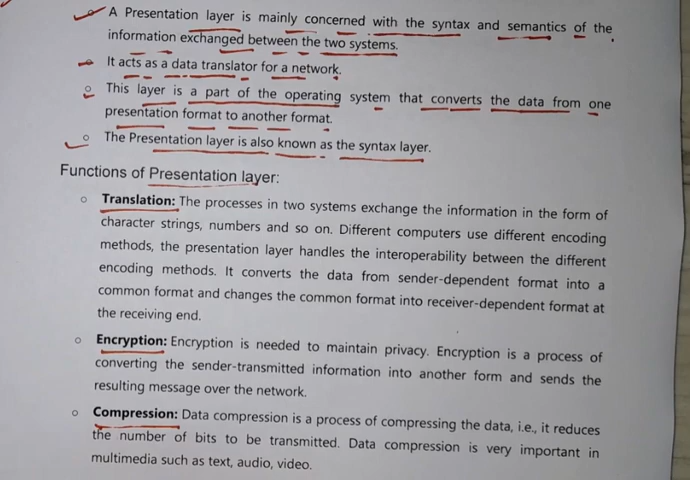 A Presentation layer is mainly concerned with the syntax and semantics of the
information exchanged between the two systems.
It acts as a data translator for a network.
This layer is a part of the operating system that converts the data from one
presentation format to another format.
The Presentation layer is also known as the syntax layer.
Functions of Presentation layer:
Translation: The processes in two systems exchange the information in the form of
character strings, numbers and so on. Different computers use different encoding
methods, the presentation layer handles the interoperability between the different
encoding methods. It converts the data from sender-dependent format into a
common format and changes the common format into receiver-dependent format at
the receiving end.
Encryption: Encryption is needed to maintain privacy. Encryption is a process of
converting the sender-transmitted information into another form and sends the
resulting message over the network.
Compression: Data compression is a process of compressing the data, i.e., it reduces
the number of bits to be transmitted. Data compression is very important in
multimedia such as text, audio, video.